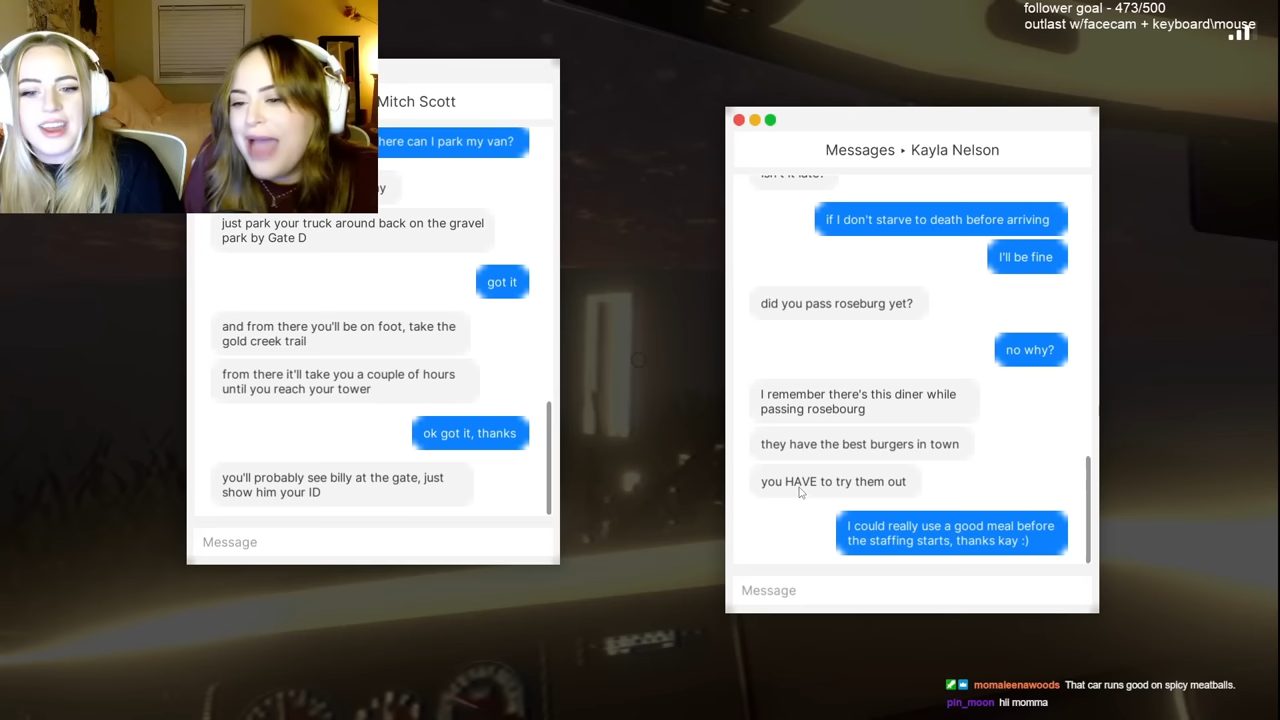 follower goal - 473/500
outlast w/facecam + keyboard\mouse
Mitch Scott
here can I park my van?
just park your truck around back on the gravel
park by Gate D
got it
and from there you'll be on foot, take the
gold creek trail
from there it'll take you a couple of hours
until you reach your tower
ok got it, thanks
you'll probably see billy at the gate, just
show him your ID
Message
Messages ‣ Kayla Nelson
isn't it late?
if I don't starve to death before arriving
I'll be fine
did you pass roseburg yet?
no why?
I remember there's this diner while
passing rosebourg
they have the best burgers in town
you HAVE to try them out
I could really use a good meal before
the staffing starts, thanks kay :)
Message
momaleenawoods That car runs good on spicy meatballs.
pin_moon hii momma